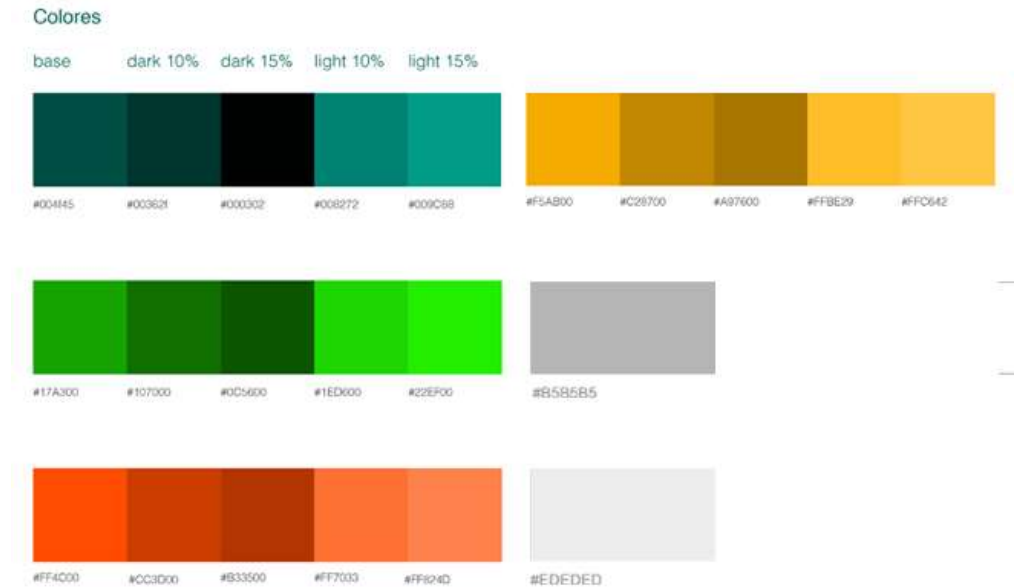 Colores
base dark 10% dark 15% light 10% light 15%
#004f45 #00362f #000302 #008272 #009C88
#F5AB00 #C28700 #A97600 #FFBE29 #FFC642
#17A300 #107000 #0C5600 #1ED600 #22EF00
#B5B5B5
#FF4C00 #CC3D00 #B33500 #FF7033 #FF824D
#EDEDED